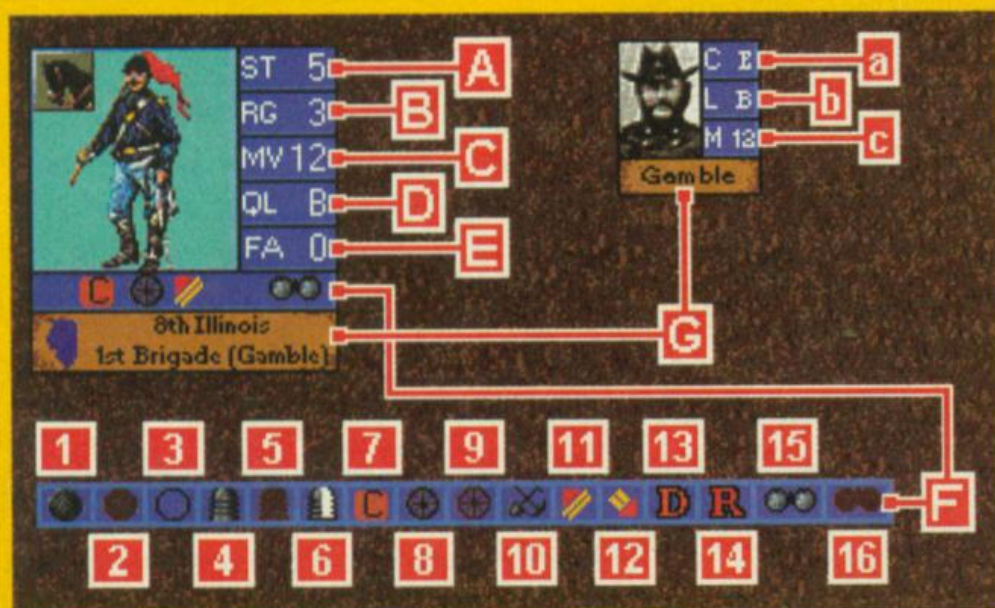 ST 5 A
RG 3 B
MV 12 C
QL B D
FA 0 E
C E a
L B b
M 12 c
Gamble
C
8th Illinois
1st Brigade (Gamble)
G
1 3 5 7 9 11 13 15
C D R F
2 4 6 8 10 12 14 16